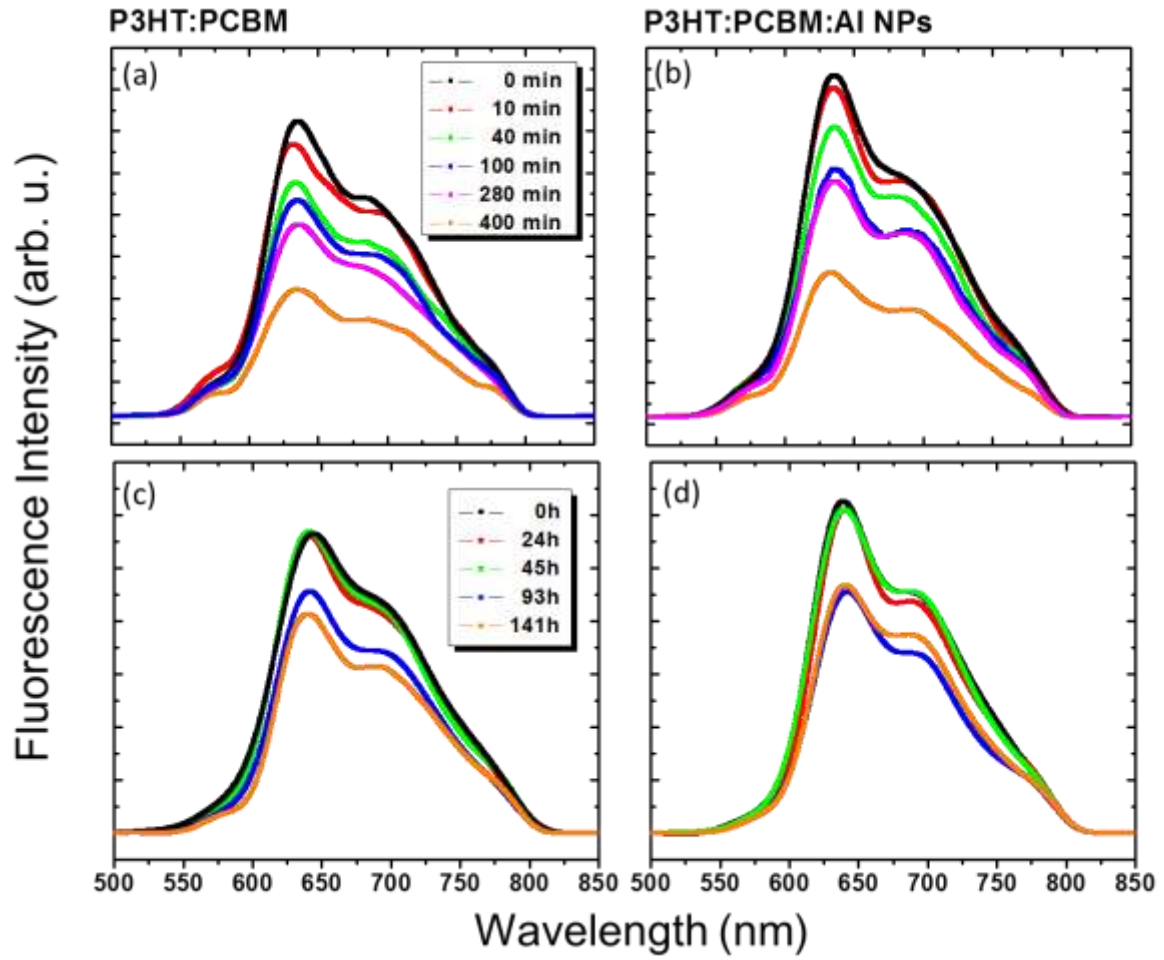 P3HT:PCBM
P3HT:PCBM:Al NPs
(a)
0 min
10 min
40 min
100 min
280 min
400 min
(b)
Fluorescence Intensity (arb. u.)
(c)
0h
24h
45h
93h
141h
(d)
500 550 600 650 700 750 800 850
500 550 600 650 700 750 800 850
Wavelength (nm)